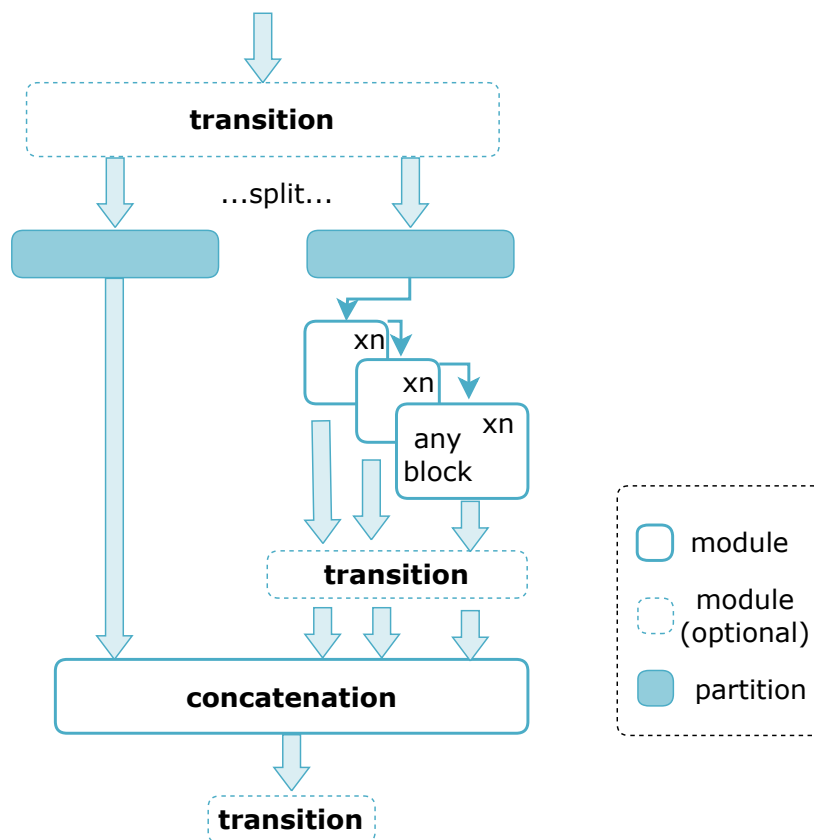 transition
...split...
xn
xn
xn
any
block
transition
concatenation
transition
module
module
(optional)
partition